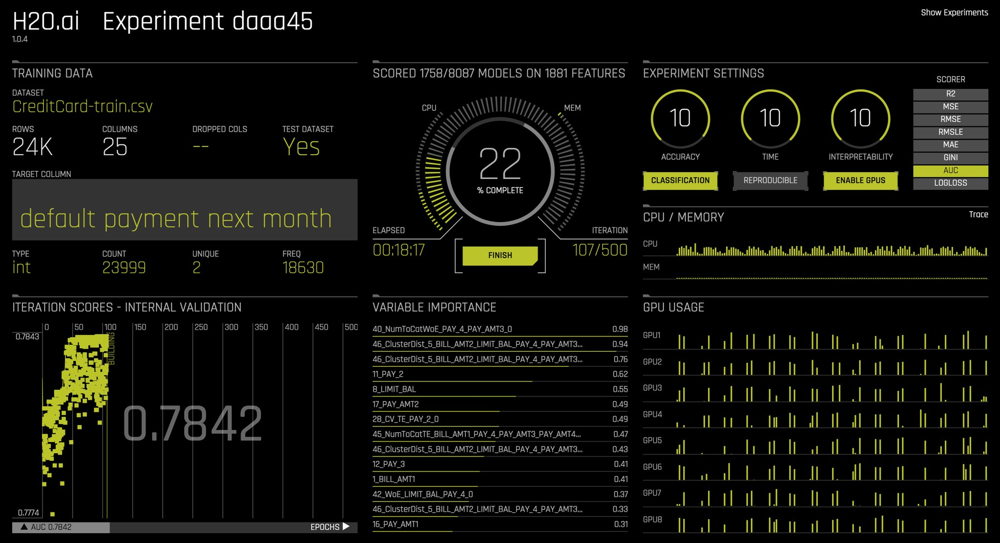 H2O.ai Experiment daaa45
1.0.4
Show Experiments
TRAINING DATA
DATASET
CreditCard-train.csv
ROWS COLUMNS DROPPED COLS TEST DATASET
24K 25 -- Yes
TARGET COLUMN
default payment next month
TYPE COUNT UNIQUE FREQ
int 23999 2 18630
SCORED 1758/8087 MODELS ON 1881 FEATURES
CPU MEM
22
% COMPLETE
ELAPSED ITERATION
00:18:17 107/500
FINISH
EXPERIMENT SETTINGS
10 10 10
ACCURACY TIME INTERPRETABILITY
CLASSIFICATION REPRODUCIBLE ENABLE GPUS
SCORER
R2
MSE
RMSE
RMSLE
MAE
GINI
AUC
LOGLOSS
CPU / MEMORY
Trace
CPU
MEM
ITERATION SCORES - INTERNAL VALIDATION
0 50 100 150 200 250 300 350 400 450 500
0.7843
BUILDING
0.7842
0.7774
AUC 0.7842 EPOCHS
VARIABLE IMPORTANCE
40_NumToCatWoE_PAY_4_PAY_AMT3_0 0.98
46_ClusterDist_5_BILL_AMT2_LIMIT_BAL_PAY_4_PAY_AMT3... 0.94
46_ClusterDist_5_BILL_AMT2_LIMIT_BAL_PAY_4_PAY_AMT3... 0.76
11_PAY_2 0.62
8_LIMIT_BAL 0.55
17_PAY_AMT2 0.49
28_CV_TE_PAY_2_0 0.49
45_NumToCatTE_BILL_AMT1_PAY_4_PAY_AMT3_PAY_AMT4... 0.47
46_ClusterDist_5_BILL_AMT2_LIMIT_BAL_PAY_4_PAY_AMT3... 0.43
12_PAY_3 0.41
1_BILL_AMT1 0.41
42_WoE_LIMIT_BAL_PAY_4_0 0.37
46_ClusterDist_5_BILL_AMT2_LIMIT_BAL_PAY_4_PAY_AMT3... 0.33
16_PAY_AMT1 0.31
GPU USAGE
GPU1
GPU2
GPU3
GPU4
GPU5
GPU6
GPU7
GPU8